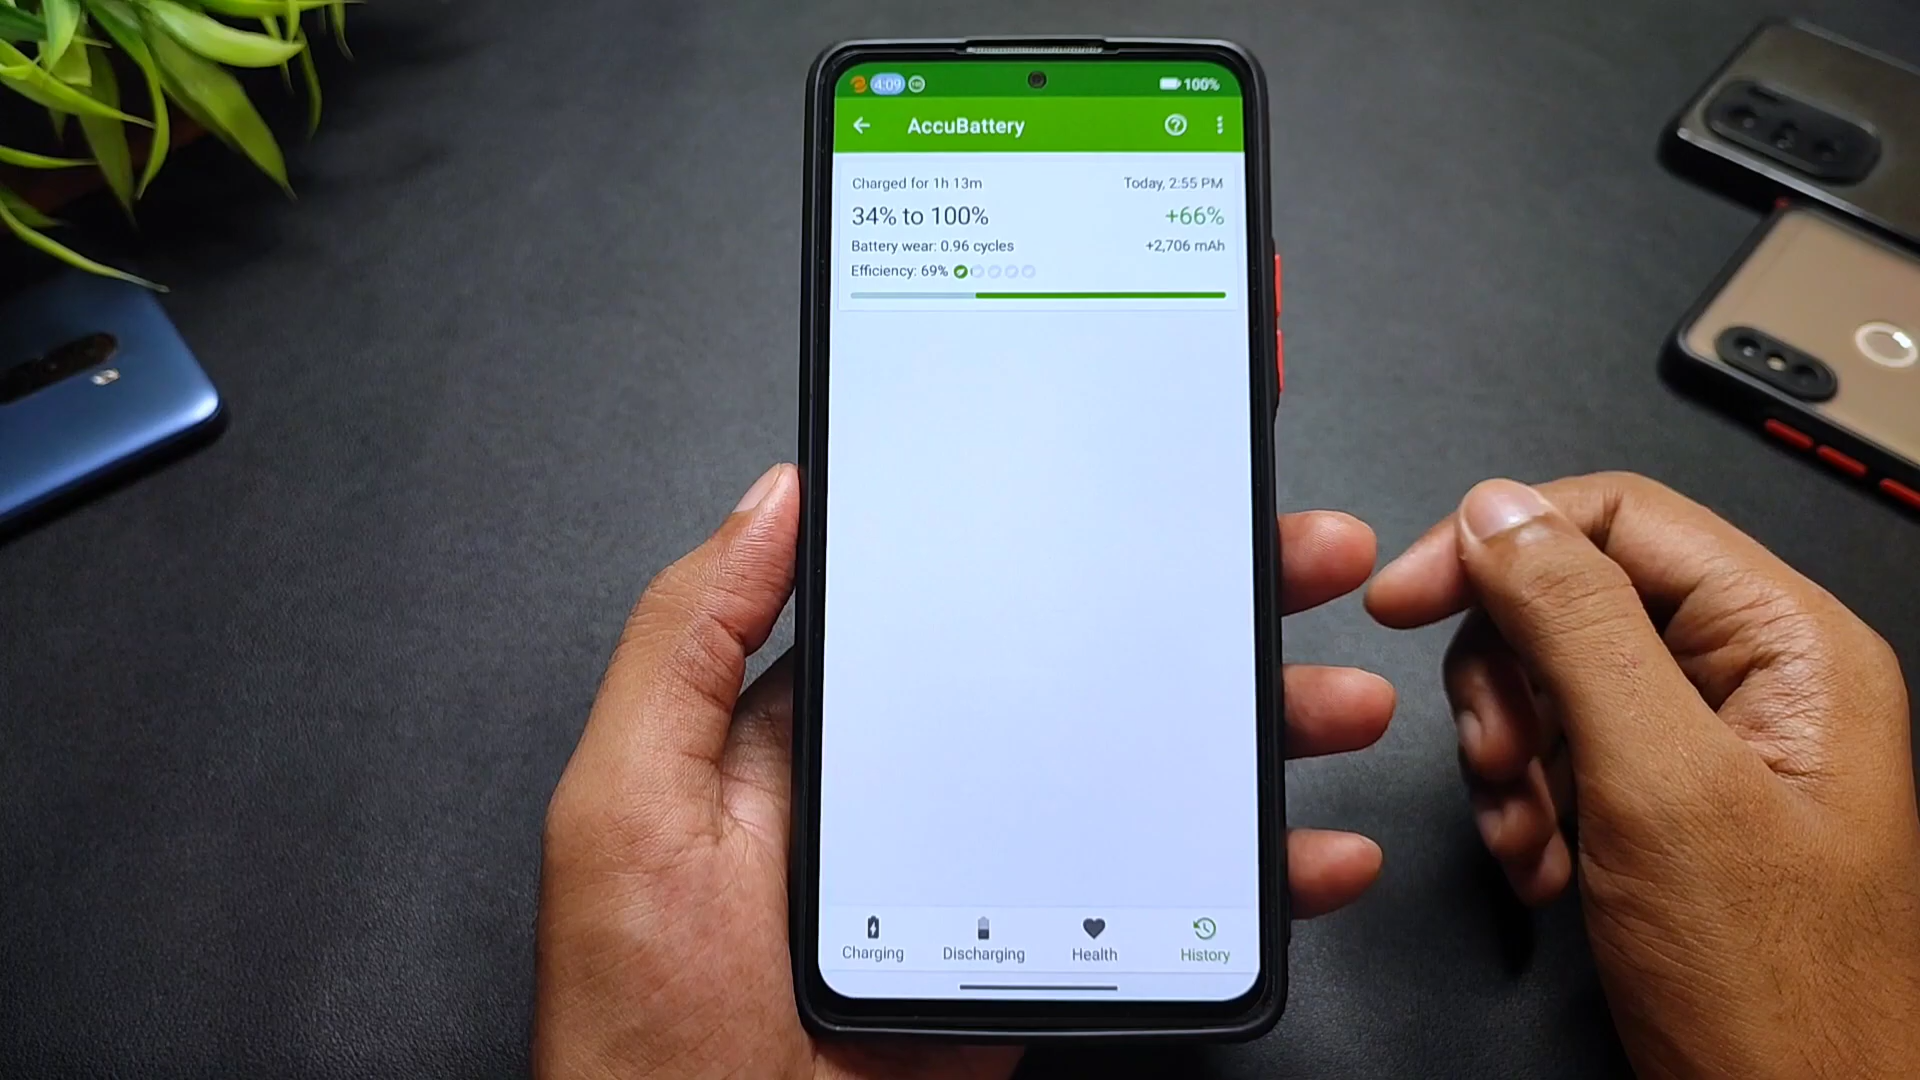 4:09 100%
AccuBattery
Charged for 1h 13m Today, 2:55 PM
34% to 100% +66%
Battery wear: 0.96 cycles +2,706 mAh
Efficiency: 69%
Charging Discharging Health History